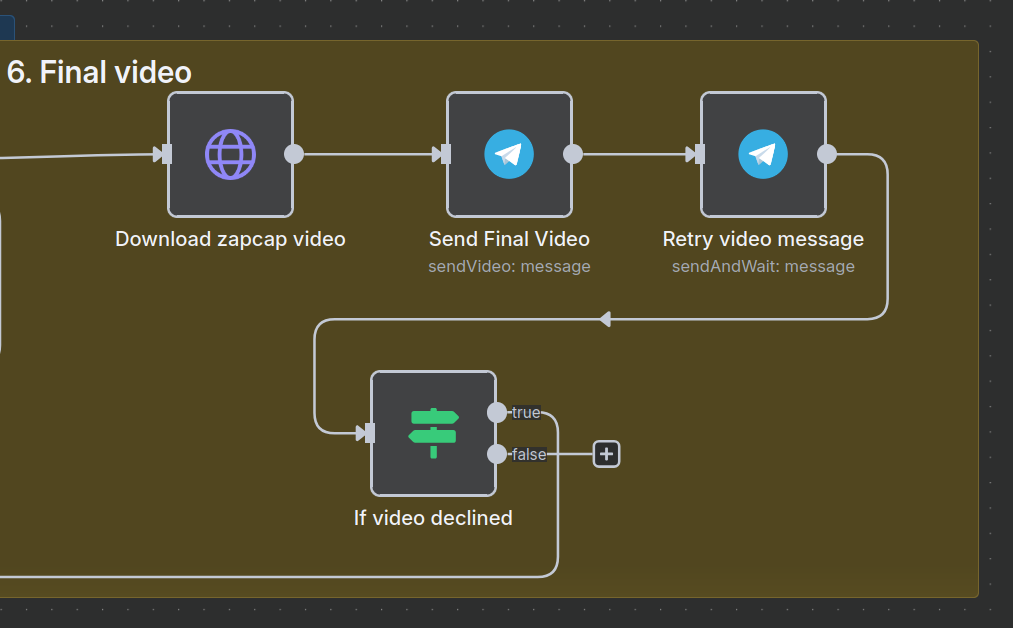 6. Final video
Download zapcap video
Send Final Video
sendVideo: message
Retry video message
sendAndWait: message
true
false
If video declined